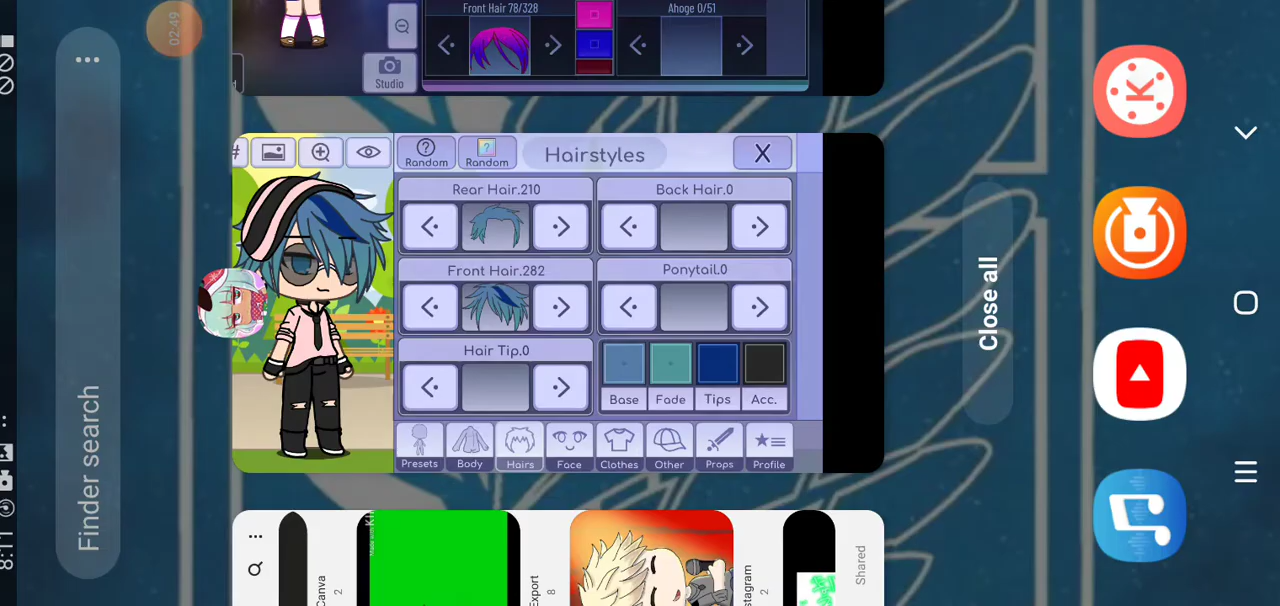 02:49
Front Hair 78/328
Ahoge 0/51
Studio
Random
Random
Hairstyles
X
Rear Hair.210
Back Hair.0
Front Hair.282
Ponytail.0
Hair Tip.0
Base
Fade
Tips
Acc.
Presets
Body
Hairs
Face
Clothes
Other
Props
Profile
Finder search
8:11
Close all
Canva
2
Export
8
stagram
2
Shared